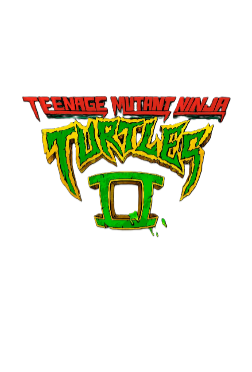 TEENAGE MUTANT NINJA
TURTLES
II